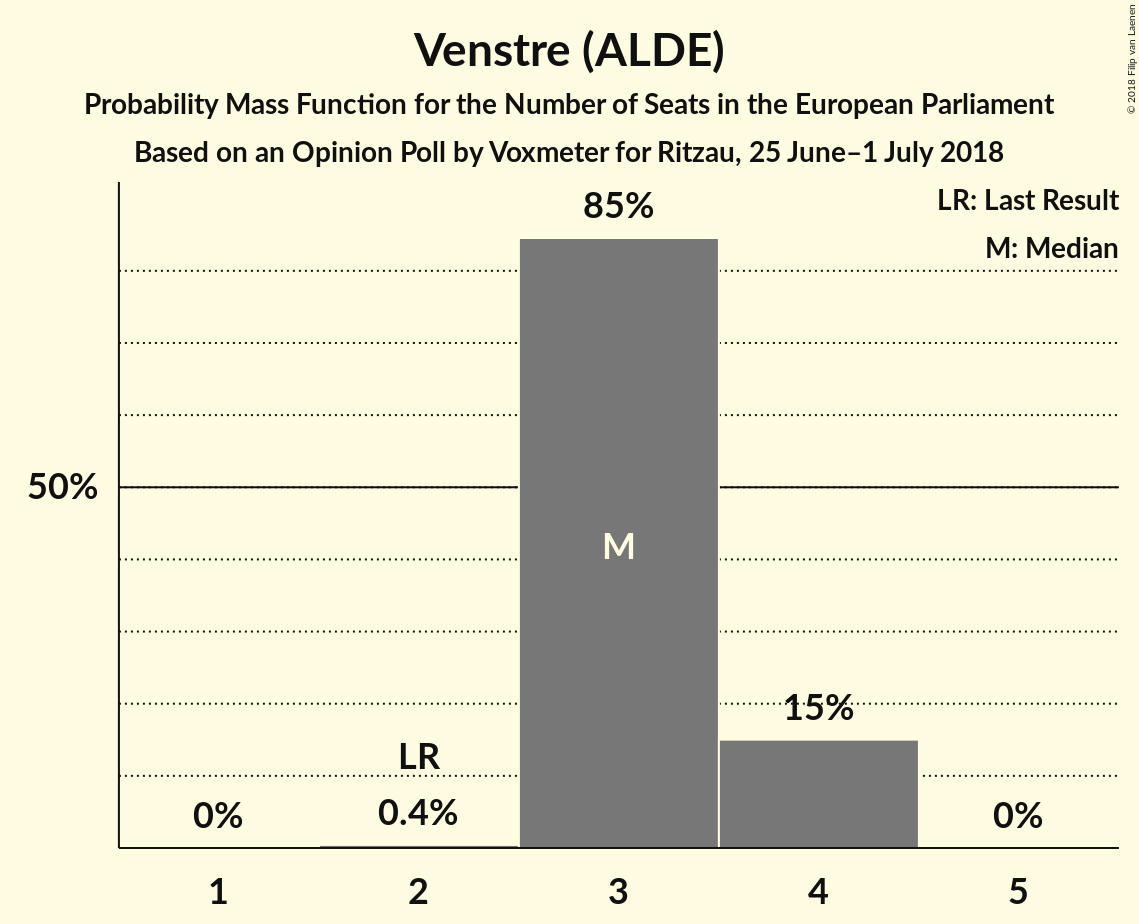 Venstre (ALDE)
Probability Mass Function for the Number of Seats in the European Parliament
Based on an Opinion Poll by Voxmeter for Ritzau, 25 June–1 July 2018
© 2018 Filip van Laenen
LR: Last Result
M: Median
85%
50%
M
15%
LR
0%
0.4%
0%
1
2
3
4
5